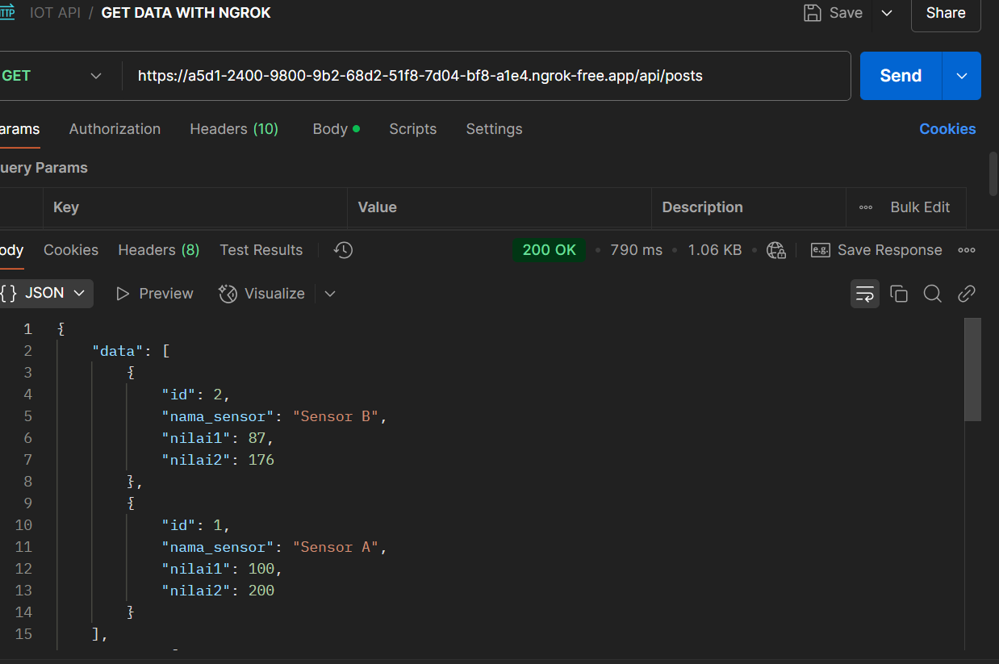 HTTP IOT API / GET DATA WITH NGROK Save Share
GET https://a5d1-2400-9800-9b2-68d2-51f8-7d04-bf8-a1e4.ngrok-free.app/api/posts Send
arams Authorization Headers (10) Body Scripts Settings Cookies
uery Params
Key Value Description Bulk Edit
ody Cookies Headers (8) Test Results 200 OK • 790 ms • 1.06 KB • e.g. Save Response
{} JSON Preview Visualize
1 {
2 "data": [
3 {
4 "id": 2,
5 "nama_sensor": "Sensor B",
6 "nilai1": 87,
7 "nilai2": 176
8 },
9 {
10 "id": 1,
11 "nama_sensor": "Sensor A",
12 "nilai1": 100,
13 "nilai2": 200
14 }
15 ],